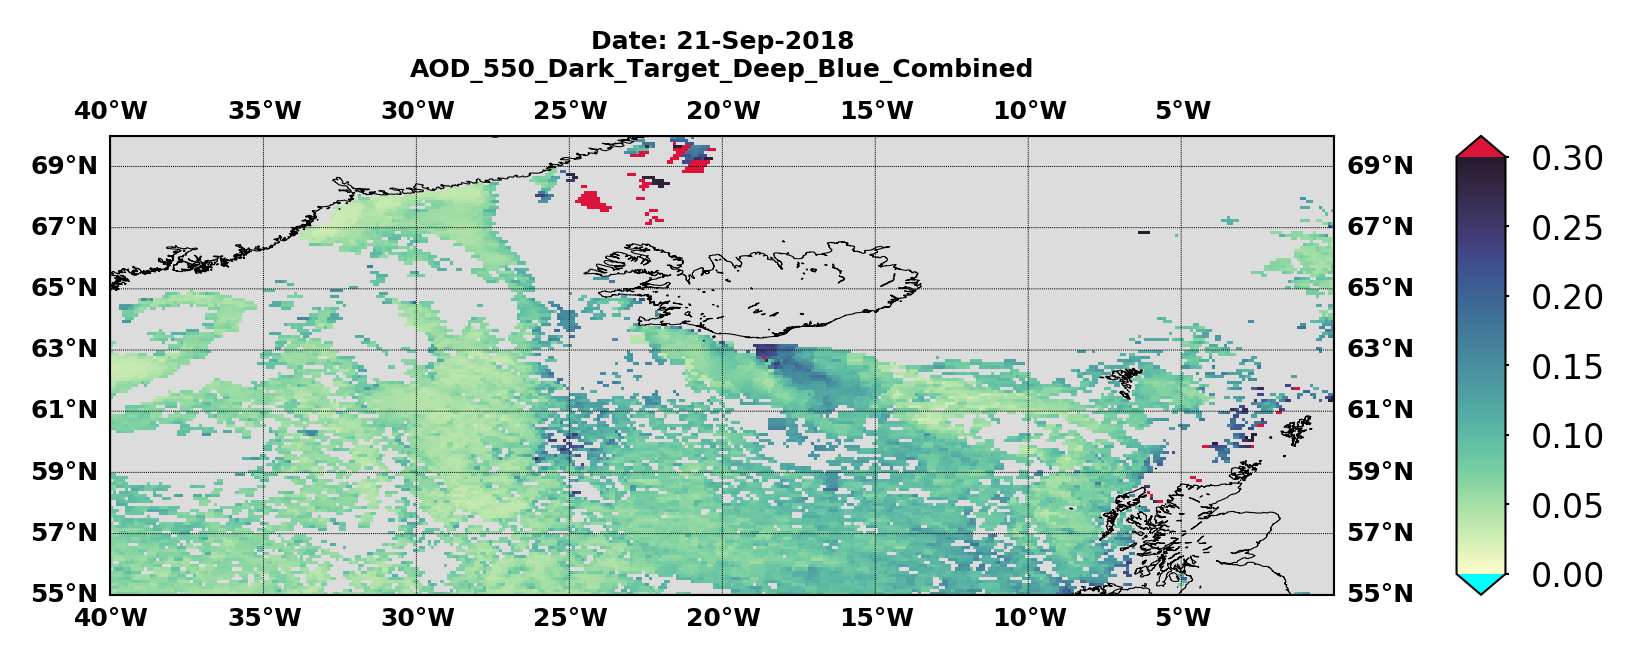 Date: 21-Sep-2018
AOD_550_Dark_Target_Deep_Blue_Combined
40°W 35°W 30°W 25°W 20°W 15°W 10°W 5°W
69°N 69°N 0.30
67°N 67°N 0.25
65°N 65°N 0.20
63°N 63°N 0.15
61°N 61°N 0.10
59°N 59°N 0.05
57°N 57°N 0.00
55°N 55°N
40°W 35°W 30°W 25°W 20°W 15°W 10°W 5°W